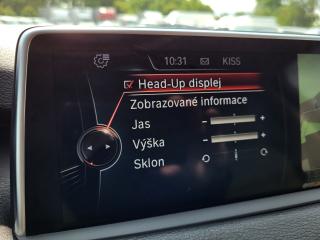 10:31 KISS
Head-Up displej
Zobrazované informace
Jas
- +
Výška
- +
Sklon